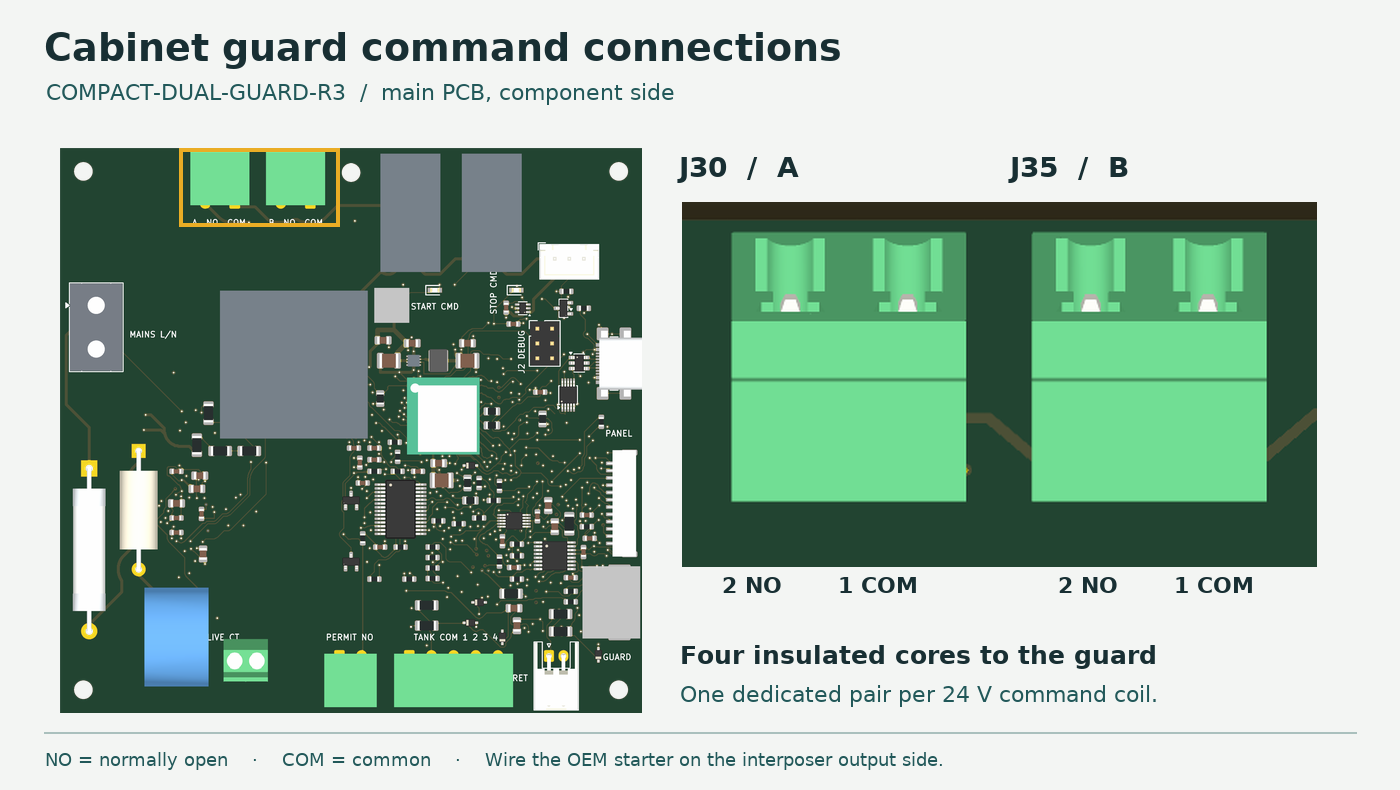 Cabinet guard command connections
COMPACT-DUAL-GUARD-R3 / main PCB, component side
J30 / A
J35 / B
A NO COM
B NO COM
STOP CMD
START CMD
J2 DEBUG
MAINS L/N
PANEL
LIVE CT
PERMIT NO
TANK COM 1 2 3 4
RET
GUARD
2 NO
1 COM
2 NO
1 COM
Four insulated cores to the guard
One dedicated pair per 24 V command coil.
NO = normally open · COM = common · Wire the OEM starter on the interposer output side.